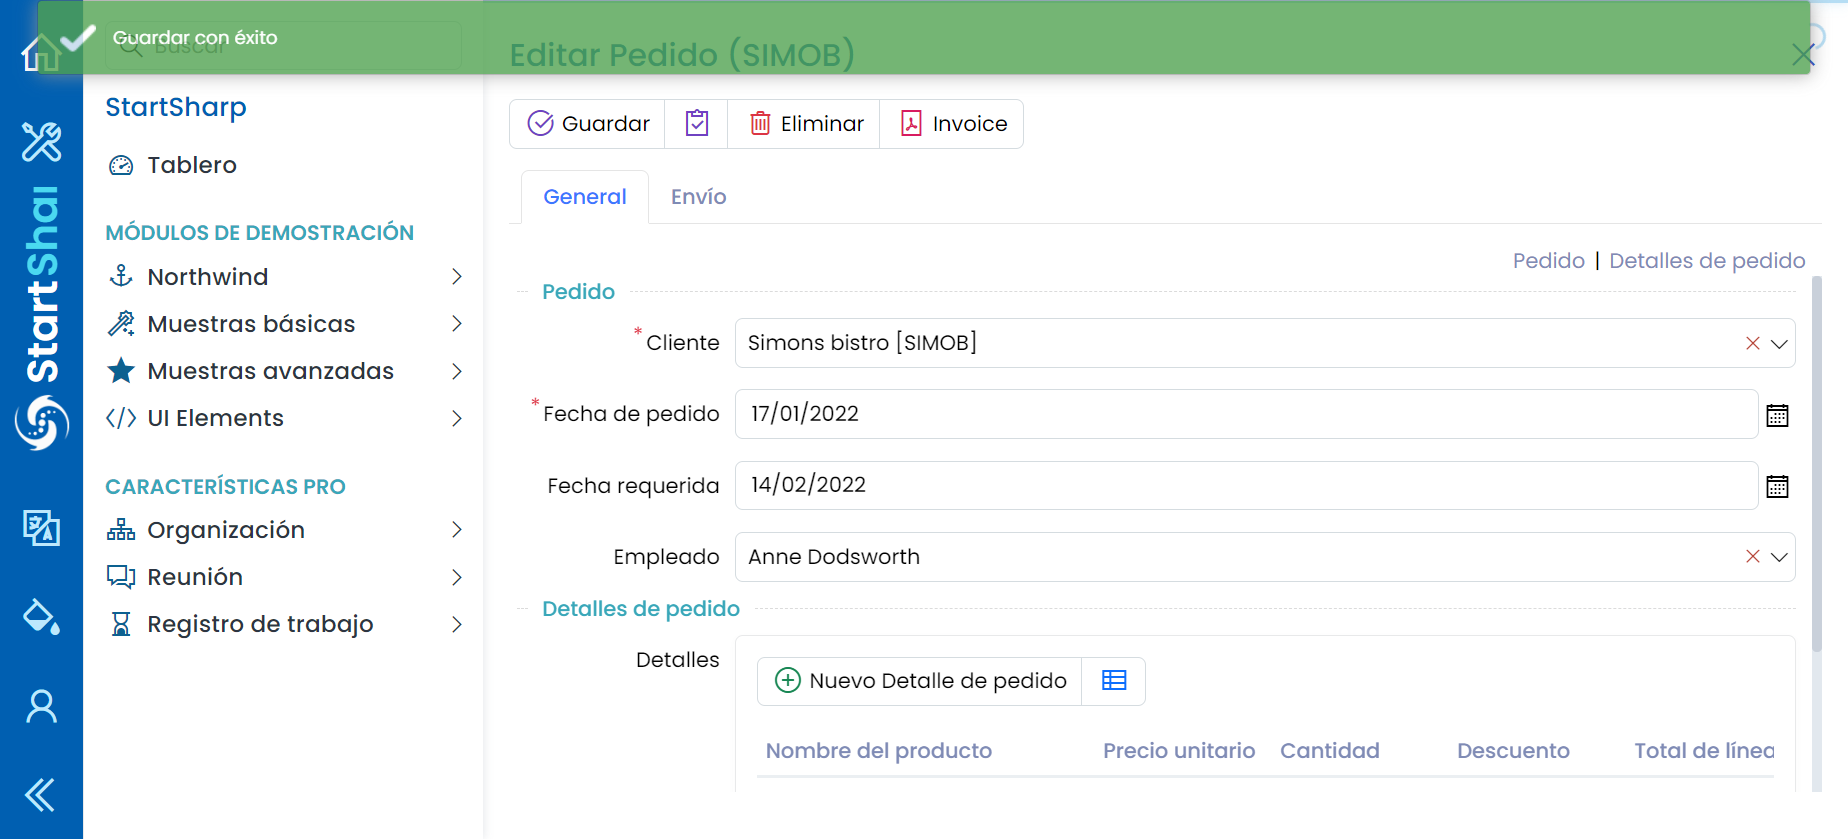 Guardar con éxito
Buscar
Editar Pedido (SIMOB)
StartSharp
Tablero
MÓDULOS DE DEMOSTRACIÓN
Northwind
Muestras básicas
Muestras avanzadas
UI Elements
CARACTERÍSTICAS PRO
Organización
Reunión
Registro de trabajo
StartShai
Guardar
Eliminar
Invoice
General
Envío
Pedido | Detalles de pedido
Pedido
* Cliente
Simons bistro [SIMOB]
* Fecha de pedido
17/01/2022
Fecha requerida
14/02/2022
Empleado
Anne Dodsworth
Detalles de pedido
Detalles
Nuevo Detalle de pedido
Nombre del producto Precio unitario Cantidad Descuento Total de línea